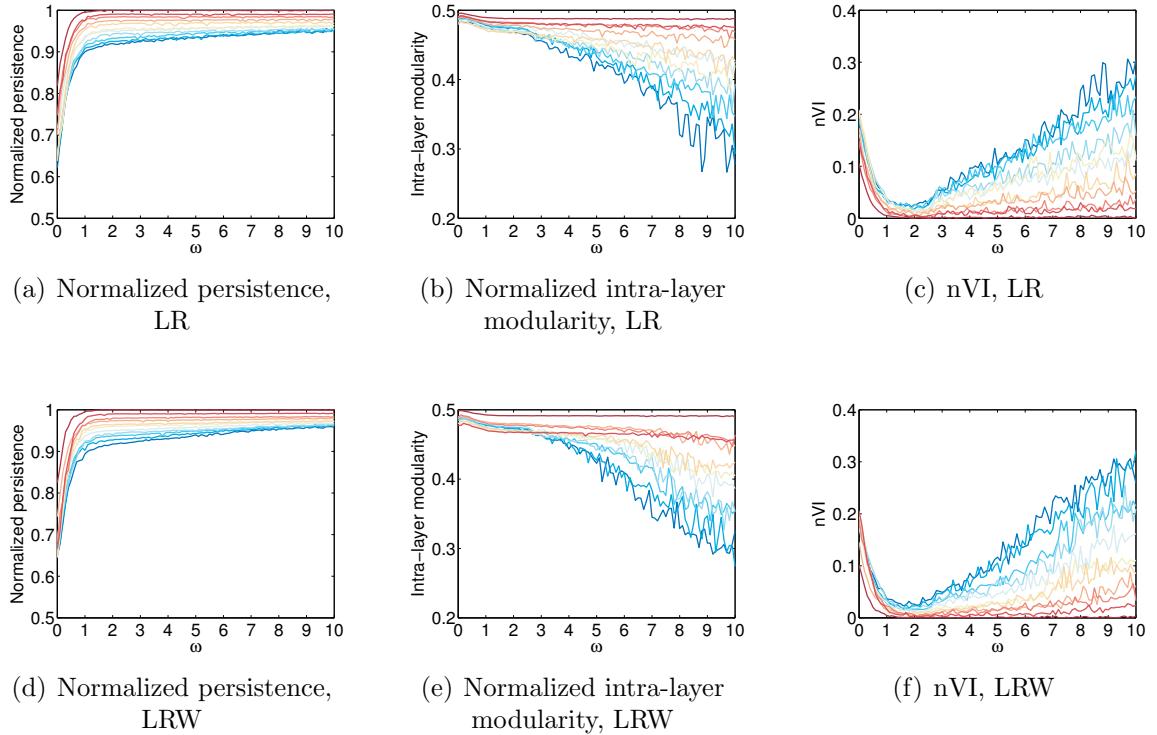 1
0.9
0.8
0.7
0.6
0.5
Normalized persistence
0 1 2 3 4 5 6 7 8 9 10
ω
(a) Normalized persistence,
LR
0.5
0.4
0.3
0.2
Intra−layer modularity
0 1 2 3 4 5 6 7 8 9 10
ω
(b) Normalized intra-layer
modularity, LR
0.4
0.3
0.2
0.1
0
nVI
0 1 2 3 4 5 6 7 8 9 10
ω
(c) nVI, LR
1
0.9
0.8
0.7
0.6
0.5
Normalized persistence
0 1 2 3 4 5 6 7 8 9 10
ω
(d) Normalized persistence,
LRW
0.5
0.4
0.3
0.2
Intra−layer modularity
0 1 2 3 4 5 6 7 8 9 10
ω
(e) Normalized intra-layer
modularity, LRW
0.4
0.3
0.2
0.1
0
nVI
0 1 2 3 4 5 6 7 8 9 10
ω
(f) nVI, LRW